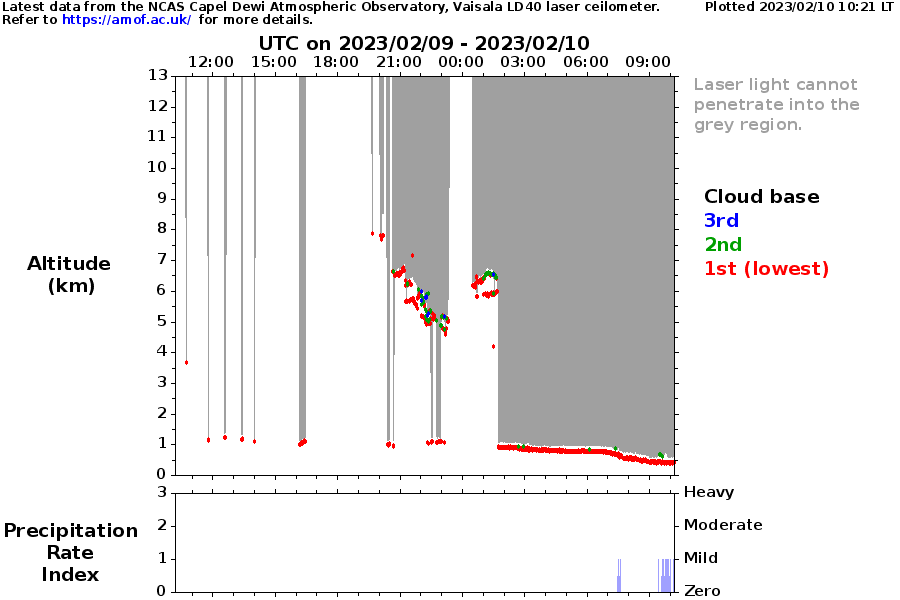 Latest data from the NCAS Capel Dewi Atmospheric Observatory, Vaisala LD40 laser ceilometer. Plotted 2023/02/10 10:21 LT
Refer to https://amof.ac.uk/ for more details.
UTC on 2023/02/09 - 2023/02/10
12:00 15:00 18:00 21:00 00:00 03:00 06:00 09:00
13
12
11
10
9
8
7
6
5
4
3
2
1
0
Altitude
(km)
Laser light cannot
penetrate into the
grey region.
Cloud base
3rd
2nd
1st (lowest)
3 Heavy
2 Moderate
1 Mild
0 Zero
Precipitation
Rate
Index